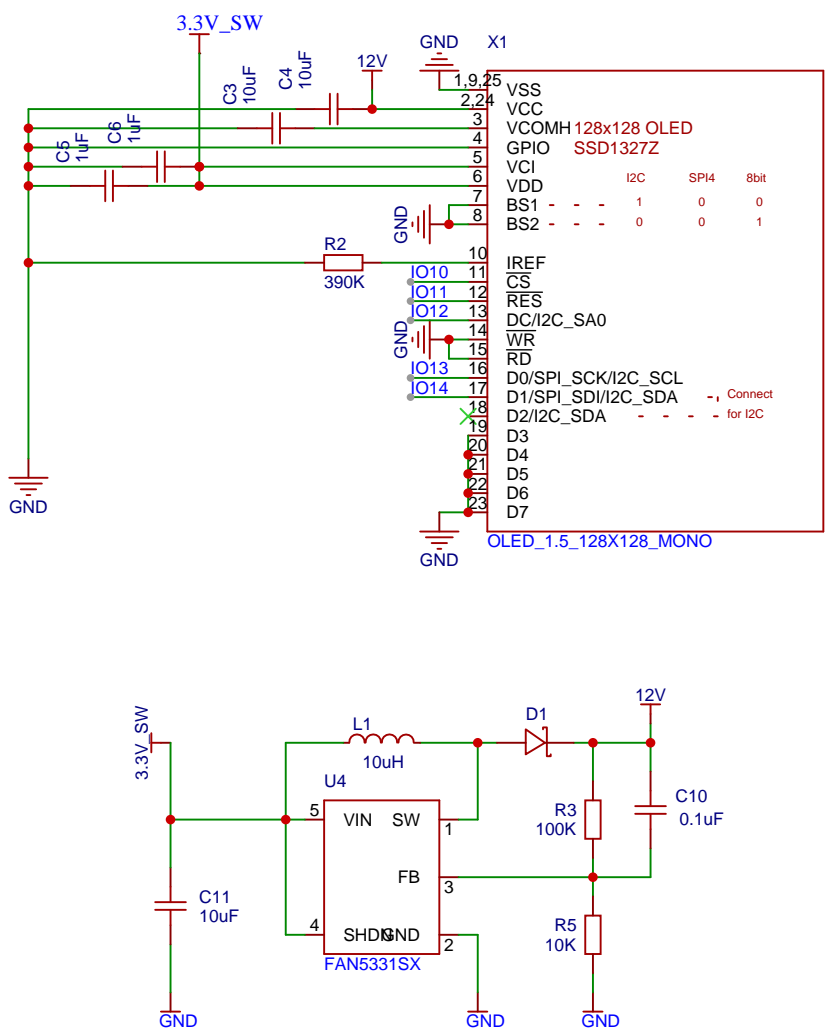 3.3V_SW
GND
X1
12V
C3
10uF
C4
10uF
C5
1uF
C6
1uF
1,9,25
VSS
2,24
VCC
3
VCOMH
128x128 OLED
4
GPIO
SSD1327Z
5
VCI
I2C SPI4 8bit
6
VDD
7
BS1 - - - 1 0 0
8
BS2 - - - 0 0 1
GND
R2
390K
10
IREF
IO10
11
CS
IO11
12
RES
IO12
13
DC/I2C_SA0
GND
14
WR
15
RD
IO13
16
D0/SPI_SCK/I2C_SCL
IO14
17
D1/SPI_SDI/I2C_SDA
Connect
18
D2/I2C_SDA - - - -
for I2C
19
D3
20
D4
21
D5
22
D6
23
D7
GND
GND
OLED_1.5_128X128_MONO
3.3V_SW
L1
10uH
D1
12V
U4
5
VIN
SW
1
R3
100K
C10
0.1uF
FB
3
C11
10uF
4
SHDN
GND
2
R5
10K
FAN5331SX
GND
GND
GND